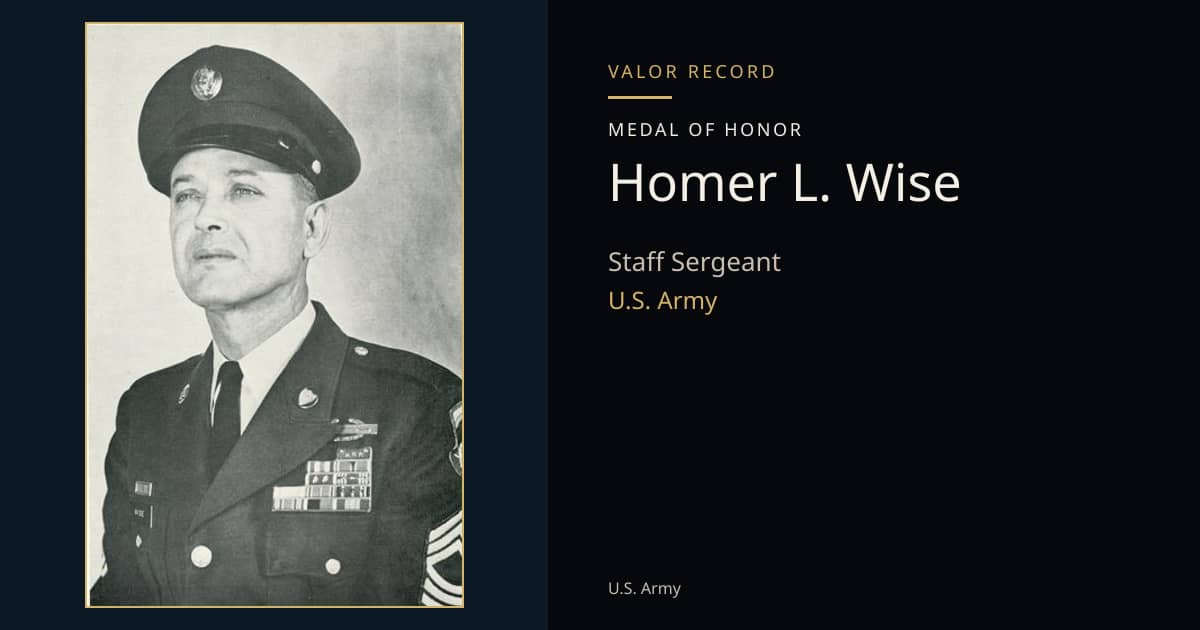 VALOR RECORD
MEDAL OF HONOR
Homer L. Wise
Staff Sergeant
U.S. Army
U.S. Army